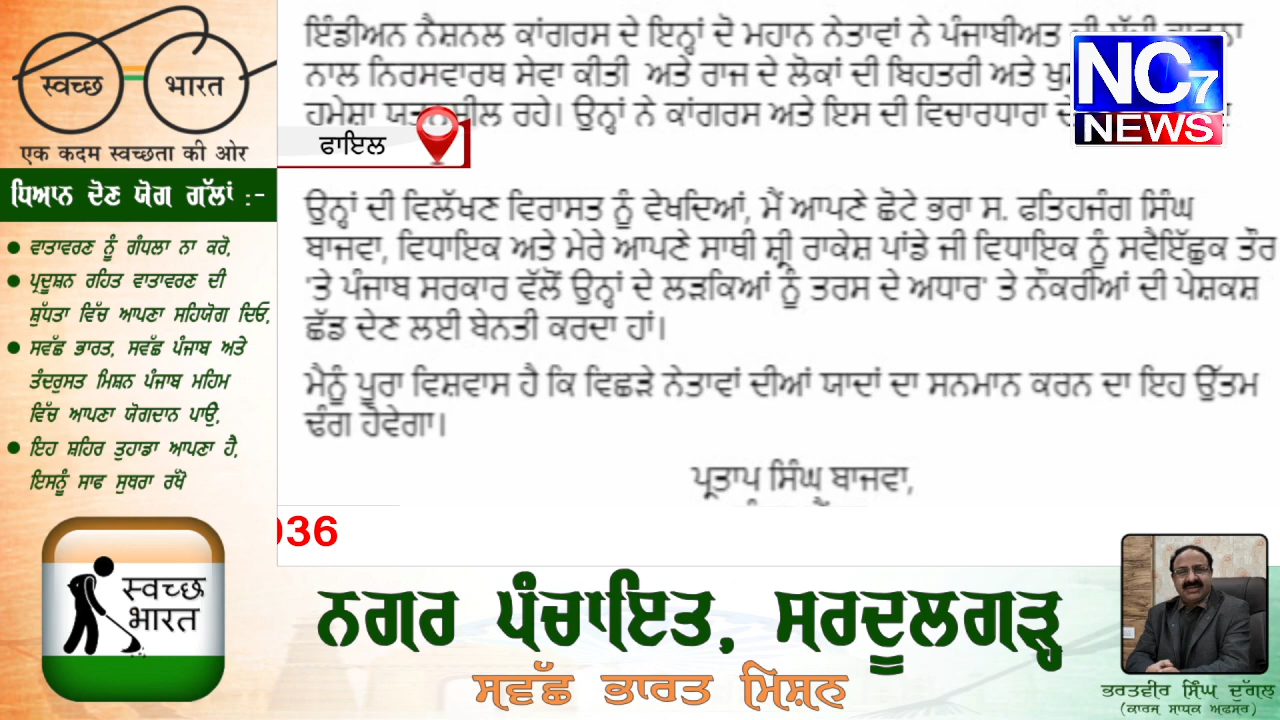 ਇੰਡੀਅਨ ਨੈਸ਼ਨਲ ਕਾਂਗਰਸ ਦੇ ਇਨ੍ਹਾਂ ਦੋ ਮਹਾਨ ਨੇਤਾਵਾਂ ਨੇ ਪੰਜਾਬੀਅਤ
ਨਾਲ ਨਿਰਸਵਾਰਥ ਸੇਵਾ ਕੀਤੀ ਅਤੇ ਰਾਜ ਦੇ ਲੋਕਾਂ ਦੀ ਬਿਹਤਰੀ ਅਤੇ
ਹਮੇਸ਼ਾ ਰਹੇ। ਉਨ੍ਹਾਂ ਨੇ ਕਾਂਗਰਸ ਅਤੇ ਇਸ ਦੀ ਵਿਚਾਰਧਾਰਾ
NC7
NEWS
ਫਾਇਲ
ਉਨ੍ਹਾਂ ਦੀ ਵਿਲੱਖਣ ਵਿਰਾਸਤ ਨੂੰ ਵੇਖਦਿਆਂ, ਮੈਂ ਆਪਣੇ ਛੋਟੇ ਭਰਾ ਸ. ਫਤਿਹਜੰਗ ਸਿੰਘ
ਬਾਜਵਾ, ਵਿਧਾਇਕ ਅਤੇ ਮੇਰੇ ਆਪਣੇ ਸਾਥੀ ਸ਼੍ਰੀ ਰਾਕੇਸ਼ ਪਾਂਡੇ ਜੀ ਵਿਧਾਇਕ ਨੂੰ ਸਵੈਇੱਛੁਕ ਤੌਰ
'ਤੇ ਪੰਜਾਬ ਸਰਕਾਰ ਵੱਲੋਂ ਉਨ੍ਹਾਂ ਦੇ ਲੜਕਿਆਂ ਨੂੰ ਤਰਸ ਦੇ ਅਧਾਰ' ਤੇ ਨੌਕਰੀਆਂ ਦੀ ਪੇਸ਼ਕਸ਼
ਛੱਡ ਦੇਣ ਲਈ ਬੇਨਤੀ ਕਰਦਾ ਹਾਂ।
ਮੈਨੂੰ ਪੂਰਾ ਵਿਸ਼ਵਾਸ ਹੈ ਕਿ ਵਿਛੜੇ ਨੇਤਾਵਾਂ ਦੀਆਂ ਯਾਦਾਂ ਦਾ ਸਨਮਾਨ ਕਰਨ ਦਾ ਇਹ ਉੱਤਮ
ਢੰਗ ਹੋਵੇਗਾ।
ਪ੍ਰਤਾਪ ਸਿੰਘ ਬਾਜਵਾ,
स्वच्छ भारत
एक कदम स्वच्छता की ओर
ਧਿਆਨ ਦੇਣ ਯੋਗ ਗੱਲਾਂ :-
● ਵਾਤਾਵਰਣ ਨੂੰ ਗੰਧਲਾ ਨਾ ਕਰੋ,
● ਪ੍ਰਦੂਸ਼ਨ ਰਹਿਤ ਵਾਤਾਵਰਣ ਦੀ
ਸ਼ੁੱਧਤਾ ਵਿੱਚ ਆਪਣਾ ਸਹਿਯੋਗ ਦਿਓ,
● ਸਵੱਛ ਭਾਰਤ, ਸਵੱਛ ਪੰਜਾਬ ਅਤੇ
ਤੰਦਰੁਸਤ ਮਿਸ਼ਨ ਪੰਜਾਬ ਮਹਿਮ
ਵਿੱਚ ਆਪਣਾ ਯੋਗਦਾਨ ਪਾਉ,
● ਇਹ ਸ਼ਹਿਰ ਤੁਹਾਡਾ ਆਪਣਾ ਹੈ,
ਇਸਨੂੰ ਸਾਫ ਸੁਥਰਾ ਰੱਖੋ
स्वच्छ
भारत
36
ਨਗਰ ਪੰਚਾਇਤ, ਸਰਦੂਲਗੜ੍ਹ
ਸਵੱਛ ਭਾਰਤ ਮਿਸ਼ਨ
ਭਰਤਵੀਰ ਸਿੰਘ ਦੁੱਗਲ
(ਕਾਰਜ ਸਾਧਕ ਅਫਸਰ)